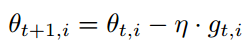 θ_{t+1,i} = θ_{t,i} − η · g_{t,i}